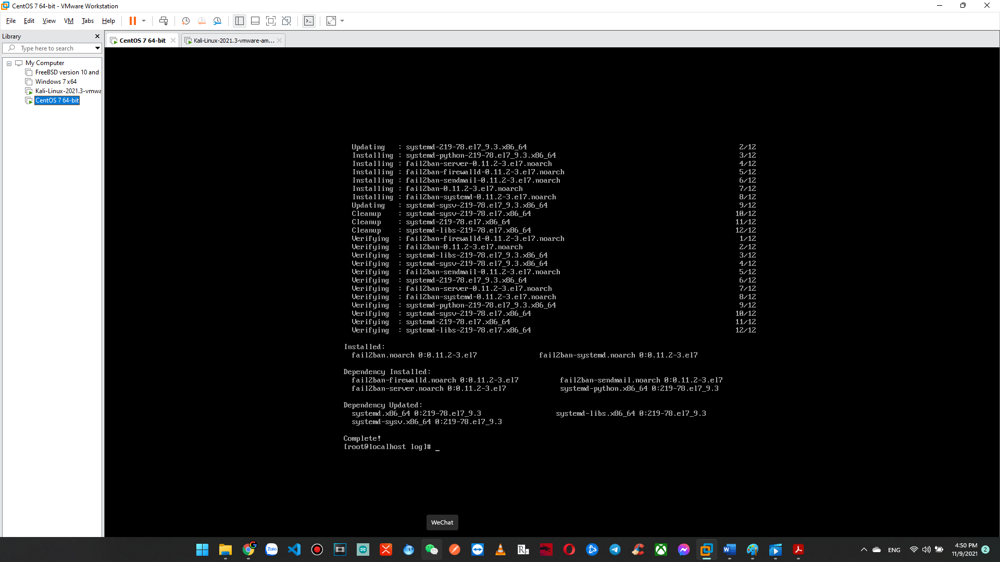 CentOS 7 64-bit - VMware Workstation
File Edit View VM Tabs Help
Library
Type here to search
My Computer
FreeBSD version 10 and
Windows 7 x64
Kali-Linux-2021.3-vmwa
CentOS 7 64-bit
CentOS 7 64-bit
Kali-Linux-2021.3-vmware-am...
Updating : systemd-219-78.el7_9.3.x86_64 2/12
Installing : systemd-python-219-78.el7_9.3.x86_64 3/12
Installing : fail2ban-server-0.11.2-3.el7.noarch 4/12
Installing : fail2ban-firewalld-0.11.2-3.el7.noarch 5/12
Installing : fail2ban-sendmail-0.11.2-3.el7.noarch 6/12
Installing : fail2ban-0.11.2-3.el7.noarch 7/12
Installing : fail2ban-systemd-0.11.2-3.el7.noarch 8/12
Updating : systemd-sysv-219-78.el7_9.3.x86_64 9/12
Cleanup : systemd-sysv-219-78.el7.x86_64 10/12
Cleanup : systemd-219-78.el7.x86_64 11/12
Cleanup : systemd-libs-219-78.el7.x86_64 12/12
Verifying : fail2ban-firewalld-0.11.2-3.el7.noarch 1/12
Verifying : fail2ban-0.11.2-3.el7.noarch 2/12
Verifying : systemd-libs-219-78.el7_9.3.x86_64 3/12
Verifying : systemd-sysv-219-78.el7_9.3.x86_64 4/12
Verifying : fail2ban-sendmail-0.11.2-3.el7.noarch 5/12
Verifying : systemd-219-78.el7_9.3.x86_64 6/12
Verifying : fail2ban-server-0.11.2-3.el7.noarch 7/12
Verifying : fail2ban-systemd-0.11.2-3.el7.noarch 8/12
Verifying : systemd-python-219-78.el7_9.3.x86_64 9/12
Verifying : systemd-sysv-219-78.el7.x86_64 10/12
Verifying : systemd-219-78.el7.x86_64 11/12
Verifying : systemd-libs-219-78.el7.x86_64 12/12
Installed:
fail2ban.noarch 0:0.11.2-3.el7 fail2ban-systemd.noarch 0:0.11.2-3.el7
Dependency Installed:
fail2ban-firewalld.noarch 0:0.11.2-3.el7 fail2ban-sendmail.noarch 0:0.11.2-3.el7
fail2ban-server.noarch 0:0.11.2-3.el7 systemd-python.x86_64 0:219-78.el7_9.3
Dependency Updated:
systemd.x86_64 0:219-78.el7_9.3 systemd-libs.x86_64 0:219-78.el7_9.3
systemd-sysv.x86_64 0:219-78.el7_9.3
Complete!
[root@localhost log]# _
WeChat
Zalo
ENG
4:50 PM
11/9/2021
2